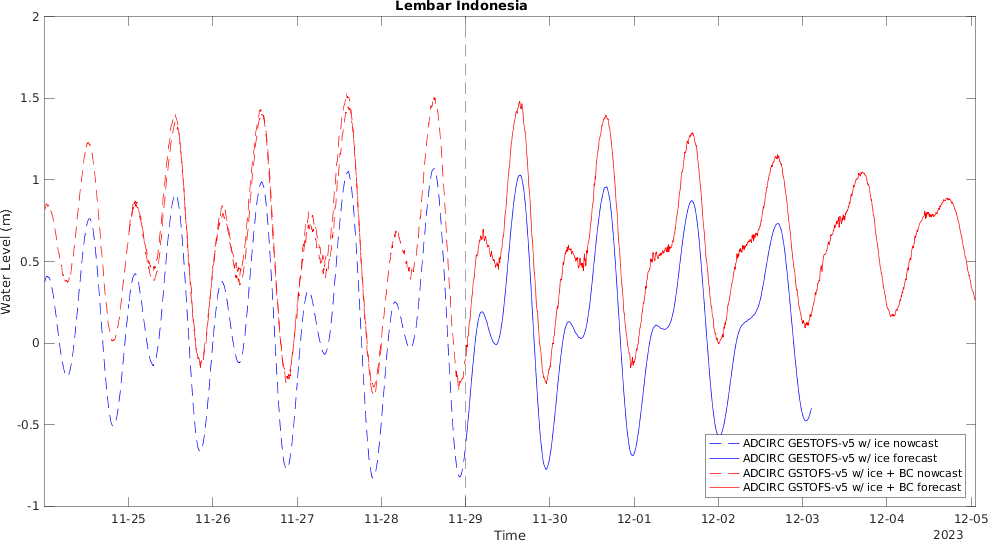 Lembar Indonesia
2
1.5
1
0.5
0
-0.5
-1
Water Level (m)
11-25 11-26 11-27 11-28 11-29 11-30 12-01 12-02 12-03 12-04 12-05
Time
2023
ADCIRC GESTOFS-v5 w/ ice nowcast
ADCIRC GESTOFS-v5 w/ ice forecast
ADCIRC GSTOFS-v5 w/ ice + BC nowcast
ADCIRC GSTOFS-v5 w/ ice + BC forecast